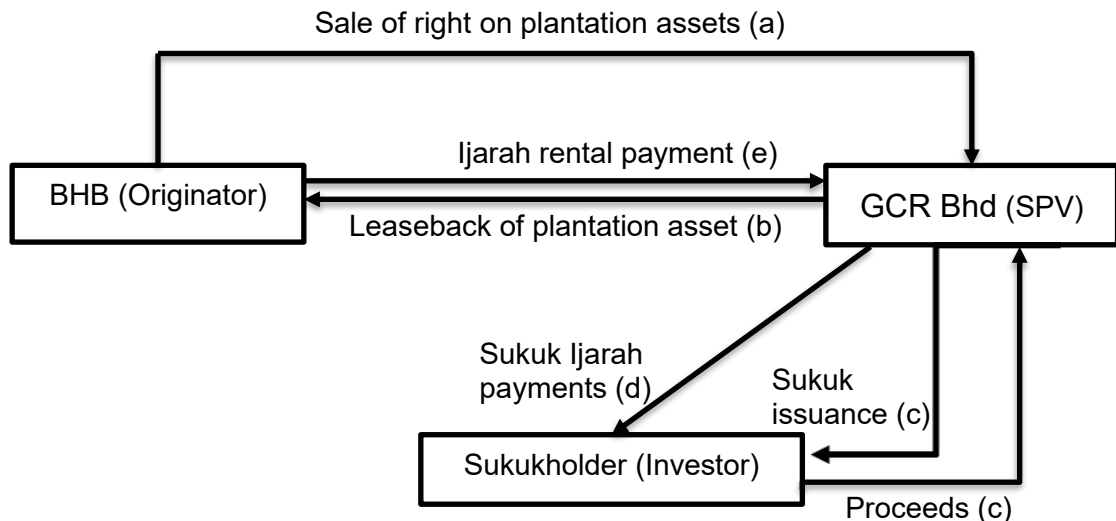 Sale of right on plantation assets (a)
Ijarah rental payment (e)
BHB (Originator)
GCR Bhd (SPV)
Leaseback of plantation asset (b)
Sukuk Ijarah
payments (d)
Sukuk
issuance (c)
Sukukholder (Investor)
Proceeds (c)